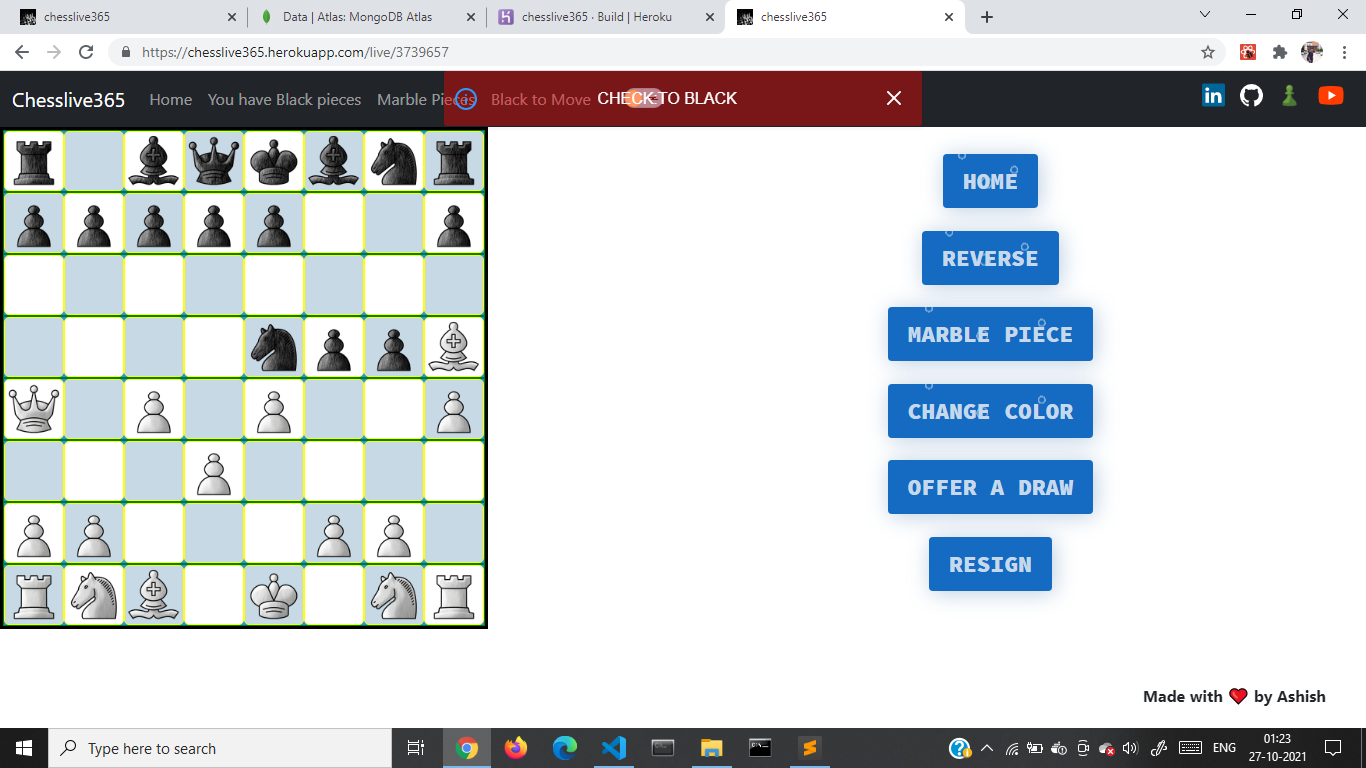 chesslive365
Data | Atlas: MongoDB Atlas
chesslive365 · Build | Heroku
chesslive365
https://chesslive365.herokuapp.com/live/3739657
Chesslive365 Home You have Black pieces Marble Pieces Black to Move
CHECK TO BLACK
HOME
REVERSE
MARBLE PIECE
CHANGE COLOR
OFFER A DRAW
RESIGN
Made with ❤️ by Ashish
Type here to search
ENG
01:23
27-10-2021